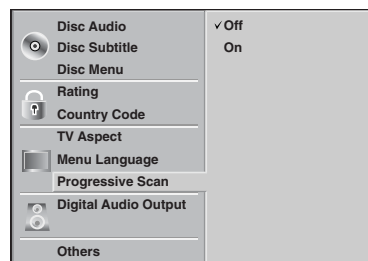 Disc Audio
Disc Subtitle
Disc Menu
Rating
Country Code
TV Aspect
Menu Language
Progressive Scan
Digital Audio Output
Others
✓Off
On